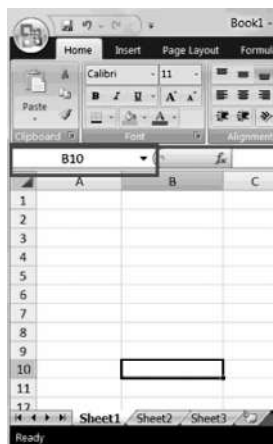 Book1 -
Home Insert Page Layout Formul
Calibri 11
Paste B I U A A
Clipboard Font Alignment
B10 fx
A B C
1
2
3
4
5
6
7
8
9
10
11
12
Sheet1 Sheet2 Sheet3
Ready